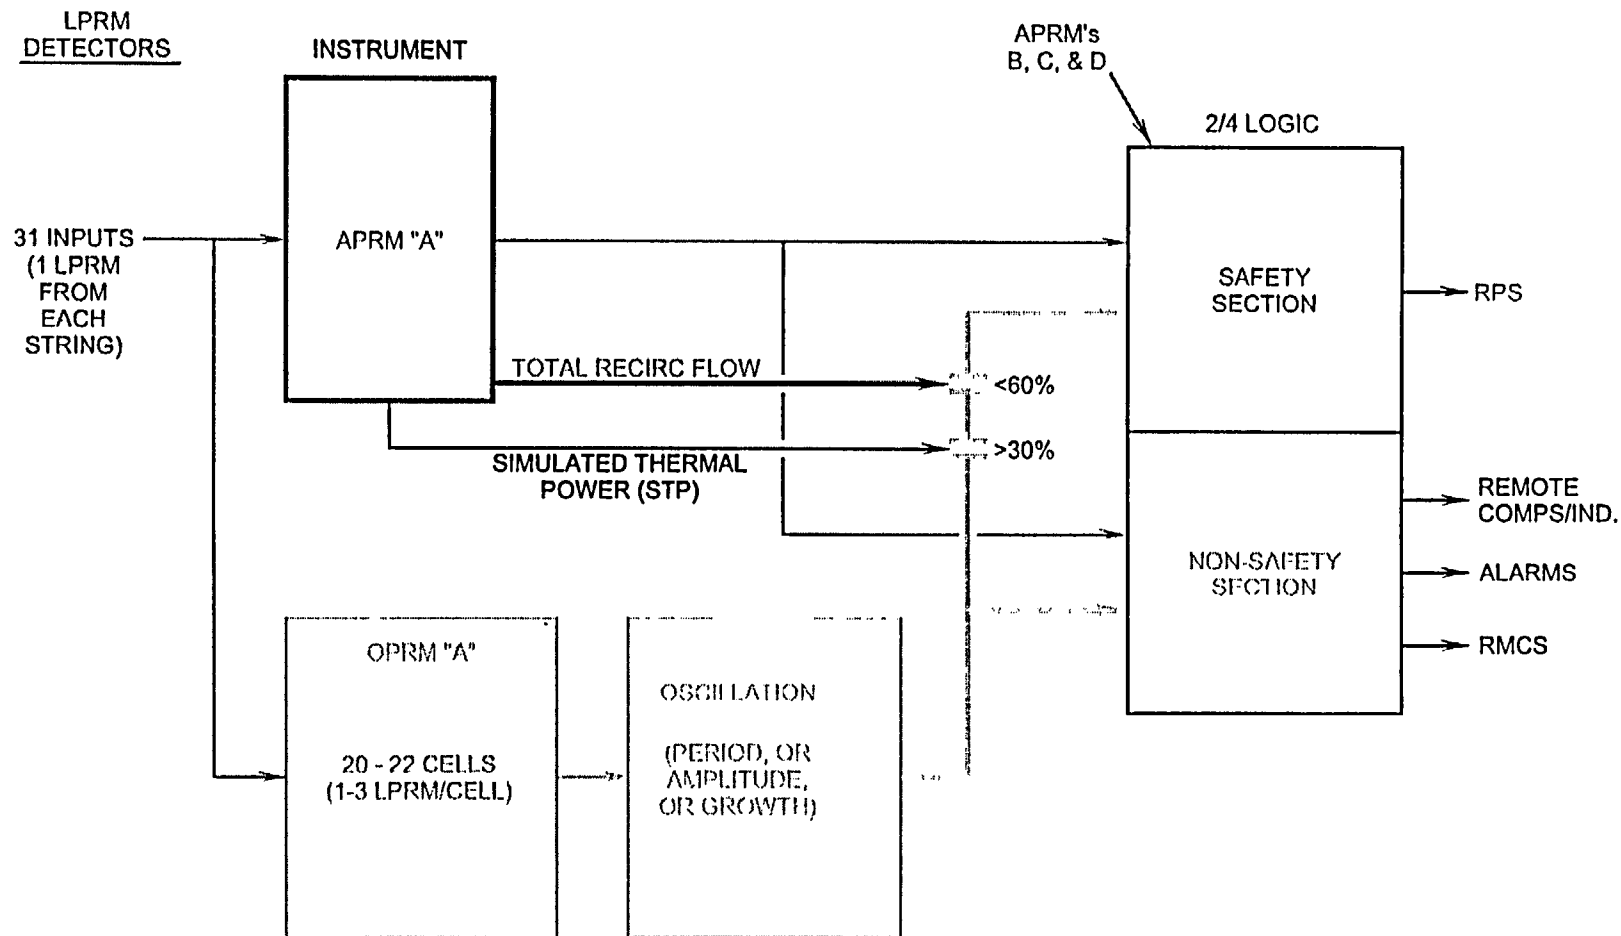 LPRM
DETECTORS
INSTRUMENT
APRM's
B, C, & D
2/4 LOGIC
31 INPUTS
(1 LPRM
FROM
EACH
STRING)
APRM "A"
SAFETY
SECTION
RPS
TOTAL RECIRC FLOW
<60%
>30%
SIMULATED THERMAL
POWER (STP)
REMOTE
COMPS/IND.
NON-SAFETY
SECTION
ALARMS
RMCS
OPRM "A"
20 - 22 CELLS
(1-3 LPRM/CELL)
OSCILLATION
(PERIOD, OR
AMPLITUDE,
OR GROWTH)